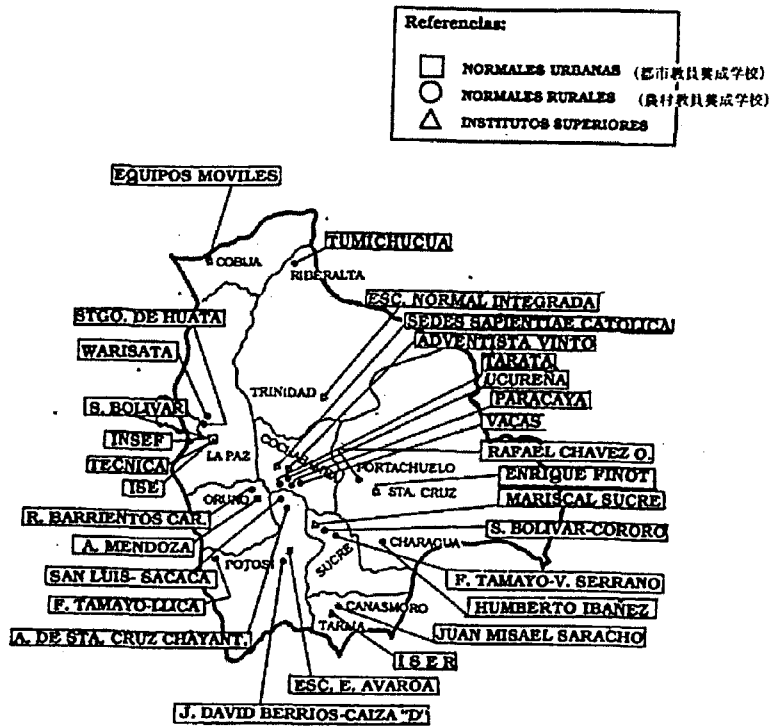 Referencias:
NORMALES URBANAS (都市教員養成学校)
NORMALES RURALES (農村教員養成学校)
INSTITUTOS SUPERIORES
EQUIPOS MOVILES
COBIJA
TUMICHUCUA
RIBERALTA
ESC. NORMAL INTEGRADA
STGO. DE HUATA
SEDES SAPIENTIAE CATOLICA
ADVENTISTA VINTO
WARISATA
TARATA
UCUREÑA
TRINIDAD
PARACAYA
S. BOLIVAR
VACAS
INSEF
LA PAZ
COCHABAMBA
RAFAEL CHAVEZ O.
TECNICA
PORTACHUELO
ENRIQUE FINOT
ISE
STA. CRUZ
ORURO
MARISCAL SUCRE
R. BARRIENTOS CAR.
S. BOLIVAR-CORORO
A. MENDOZA
SUCRE
CHARAGUA
POTOSI
SAN LUIS- SACACA
F. TAMAYO-V. SERRANO
F. TAMAYO-LLICA
HUMBERTO IBAÑEZ
CANASMORO
A. DE STA. CRUZ CHAYANT.
TARIJA
JUAN MISAEL SARACHO
I S E R
ESC. E. AVAROA
J. DAVID BERRIOS-CAIZA "D"